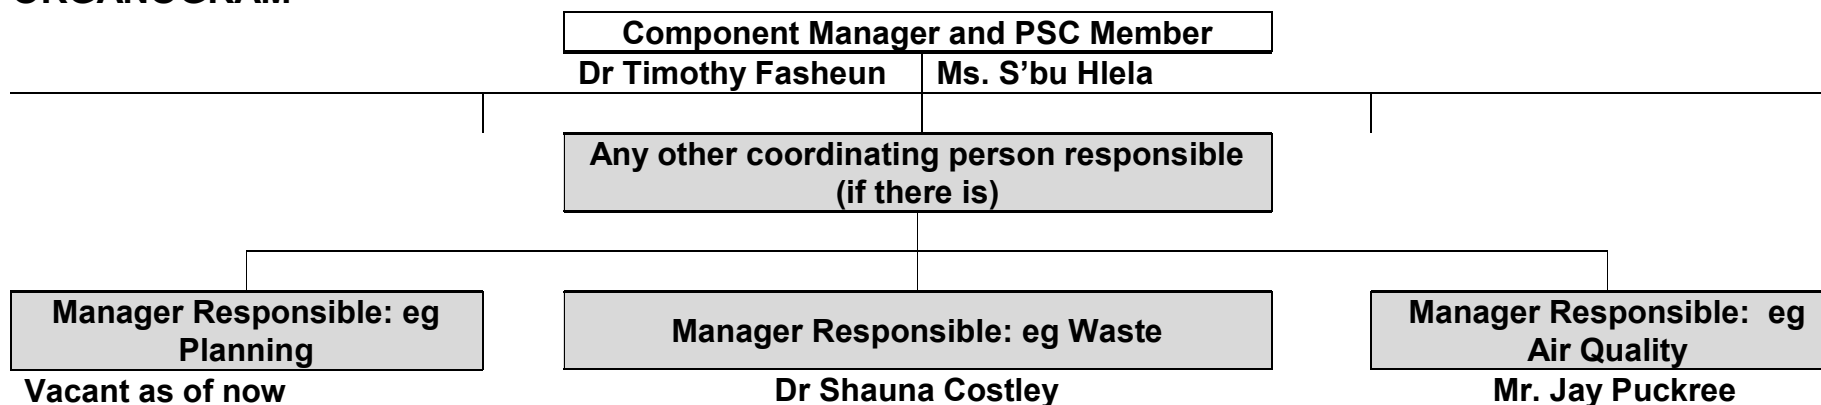 ORGANOGRAM
Component Manager and PSC Member
Dr Timothy Fasheun Ms. S'bu Hlela
Any other coordinating person responsible
(if there is)
Manager Responsible: eg
Planning
Manager Responsible: eg Waste
Manager Responsible:  eg
Air Quality
Vacant as of now
Dr Shauna Costley
Mr. Jay Puckree